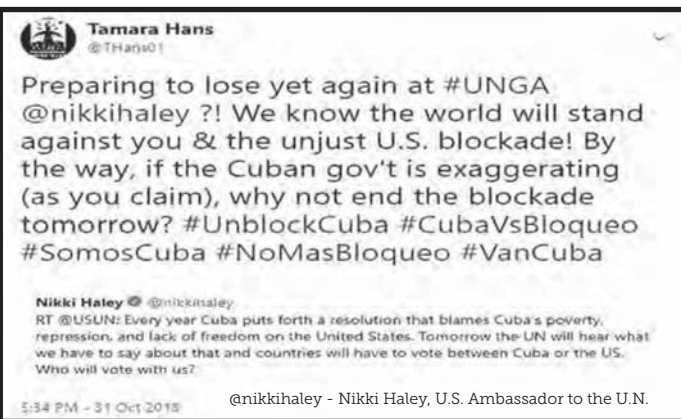 Tamara Hans
@THans01
Preparing to lose yet again at #UNGA
@nikkihaley ?! We know the world will stand
against you & the unjust U.S. blockade! By
the way, if the Cuban gov't is exaggerating
(as you claim), why not end the blockade
tomorrow? #UnblockCuba #CubaVsBloqueo
#SomosCuba #NoMasBloqueo #VanCuba
Nikki Haley @nikkihaley
RT @USUN: Every year Cuba puts forth a resolution that blames Cuba's poverty,
repression, and lack of freedom on the United States. Tomorrow the UN will hear what
we have to say about that and countries will have to vote between Cuba or the US.
Who will vote with us?
5:34 PM - 31 Oct 2018
@nikkihaley - Nikki Haley, U.S. Ambassador to the U.N.